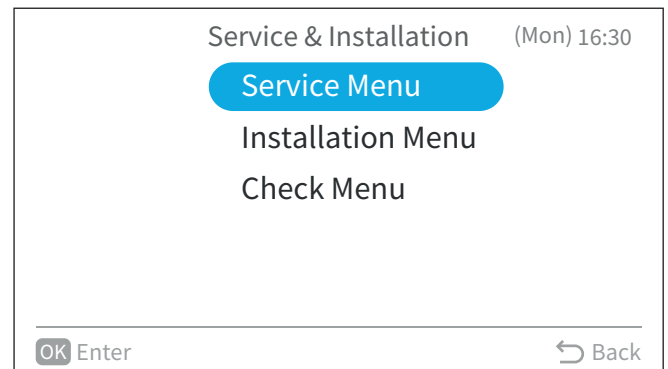 Service & Installation (Mon) 16:30
Service Menu
Installation Menu
Check Menu
OK Enter Back